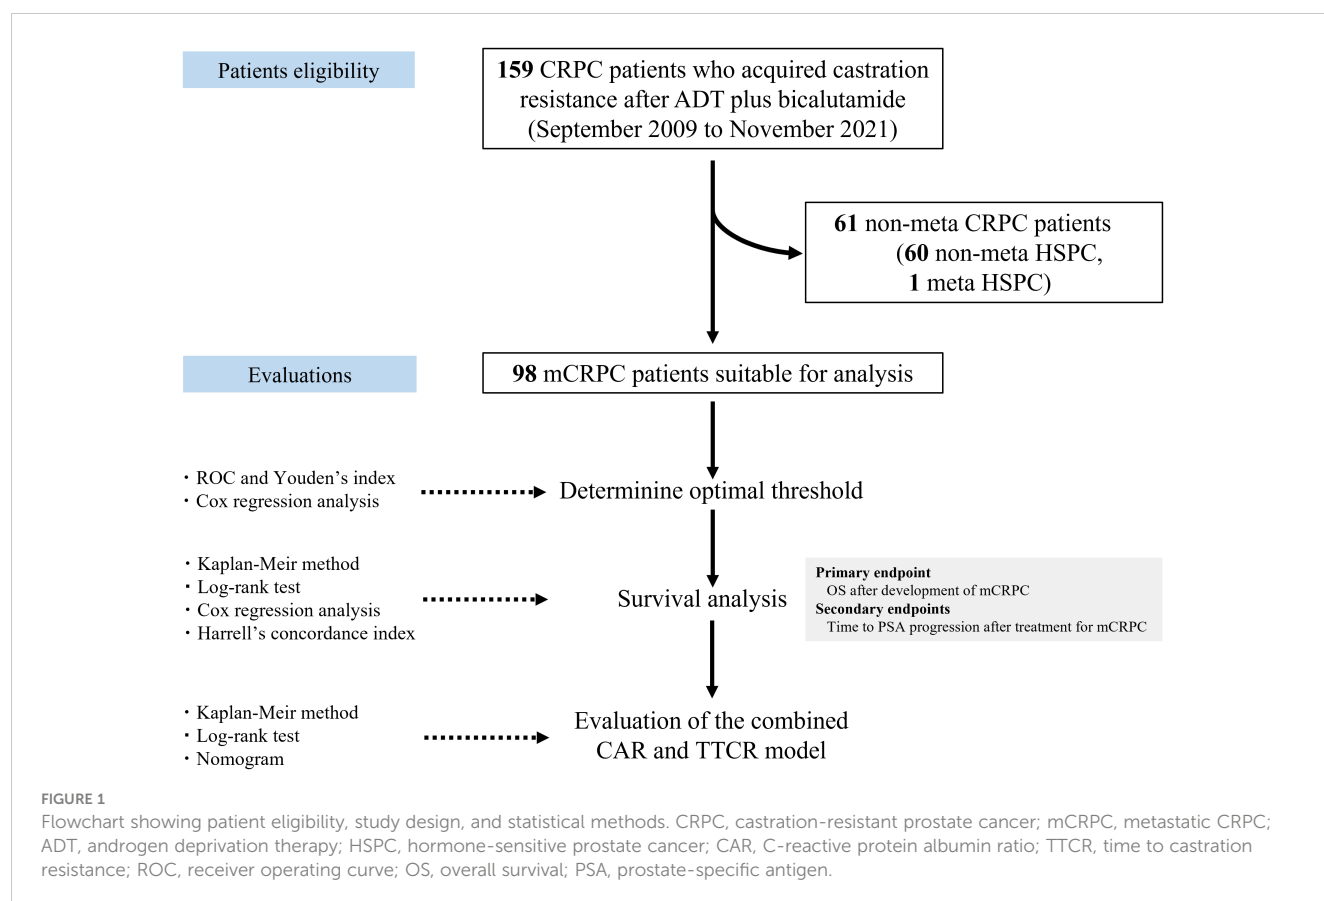 Patients eligibility
159 CRPC patients who acquired castration
resistance after ADT plus bicalutamide
(September 2009 to November 2021)
61 non-meta CRPC patients
(60 non-meta HSPC,
1 meta HSPC)
Evaluations
98 mCRPC patients suitable for analysis
・ROC and Youden's index
・Cox regression analysis
Determinine optimal threshold
・Kaplan-Meir method
・Log-rank test
・Cox regression analysis
・Harrell's concordance index
Survival analysis
Primary endpoint
OS after development of mCRPC
Secondary endpoints
Time to PSA progression after treatment for mCRPC
・Kaplan-Meir method
・Log-rank test
・Nomogram
Evaluation of the combined
CAR and TTCR model
FIGURE 1
Flowchart showing patient eligibility, study design, and statistical methods. CRPC, castration-resistant prostate cancer; mCRPC, metastatic CRPC;
ADT, androgen deprivation therapy; HSPC, hormone-sensitive prostate cancer; CAR, C-reactive protein albumin ratio; TTCR, time to castration
resistance; ROC, receiver operating curve; OS, overall survival; PSA, prostate-specific antigen.